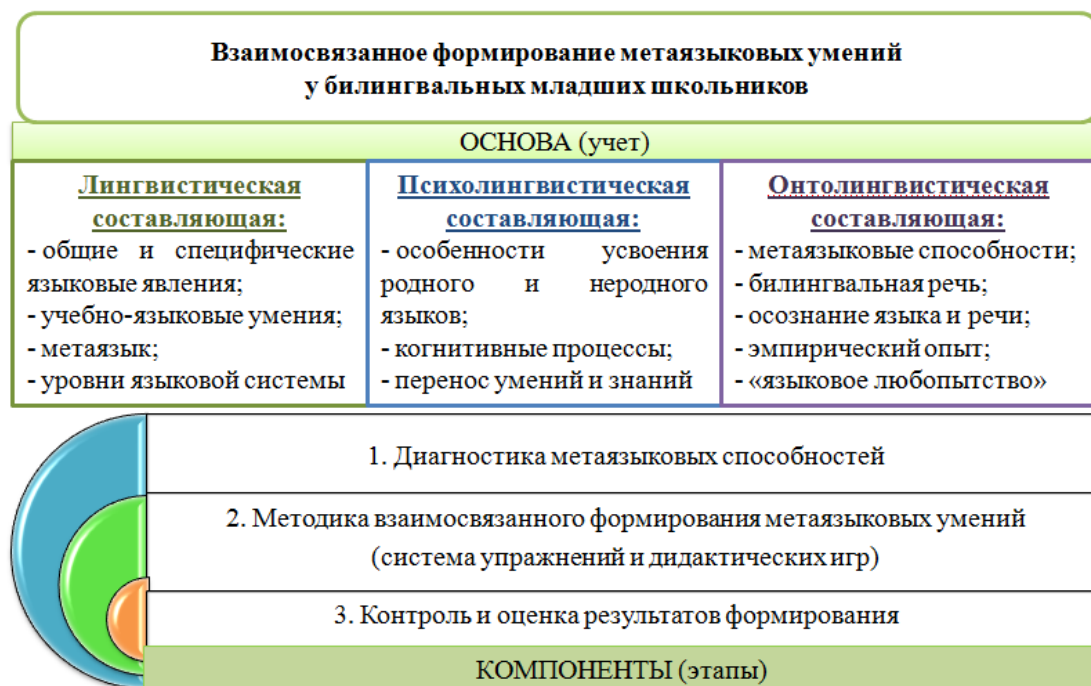 Взаимосвязанное формирование метаязыковых умений
у билингвальных младших школьников
ОСНОВА (учет)
Лингвистическая
составляющая:
- общие и специфические
языковые явления;
- учебно-языковые умения;
- метаязык;
- уровни языковой системы
Психолингвистическая
составляющая:
- особенности усвоения
родного и неродного
языков;
- когнитивные процессы;
- перенос умений и знаний
Онтолингвистическая
составляющая:
- метаязыковые способности;
- билингвальная речь;
- осознание языка и речи;
- эмпирический опыт;
- «языковое любопытство»
1. Диагностика метаязыковых способностей
2. Методика взаимосвязанного формирования метаязыковых умений
(система упражнений и дидактических игр)
3. Контроль и оценка результатов формирования
КОМПОНЕНТЫ (этапы)